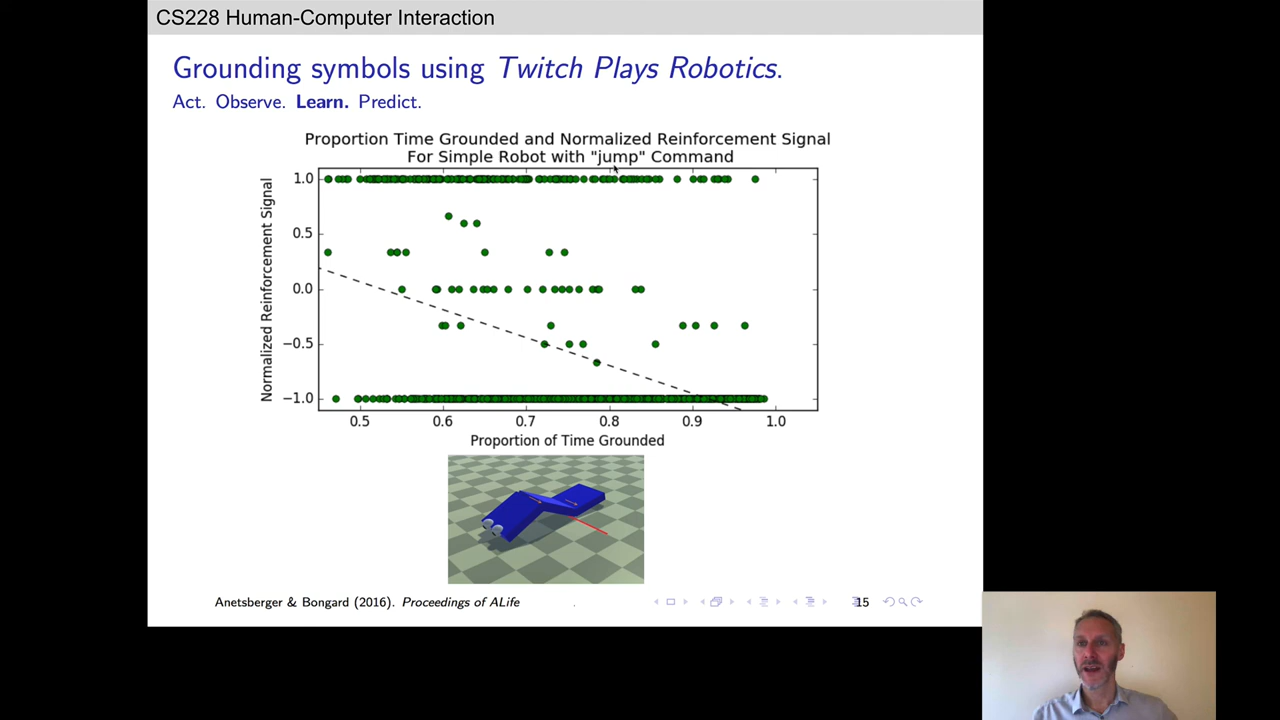 CS228 Human-Computer Interaction
Grounding symbols using Twitch Plays Robotics.
Act. Observe. Learn. Predict.
Proportion Time Grounded and Normalized Reinforcement Signal
For Simple Robot with "jump" Command
Normalized Reinforcement Signal
1.0
0.5
0.0
−0.5
−1.0
0.5 0.6 0.7 0.8 0.9 1.0
Proportion of Time Grounded
Anetsberger & Bongard (2016). Proceedings of ALife
15